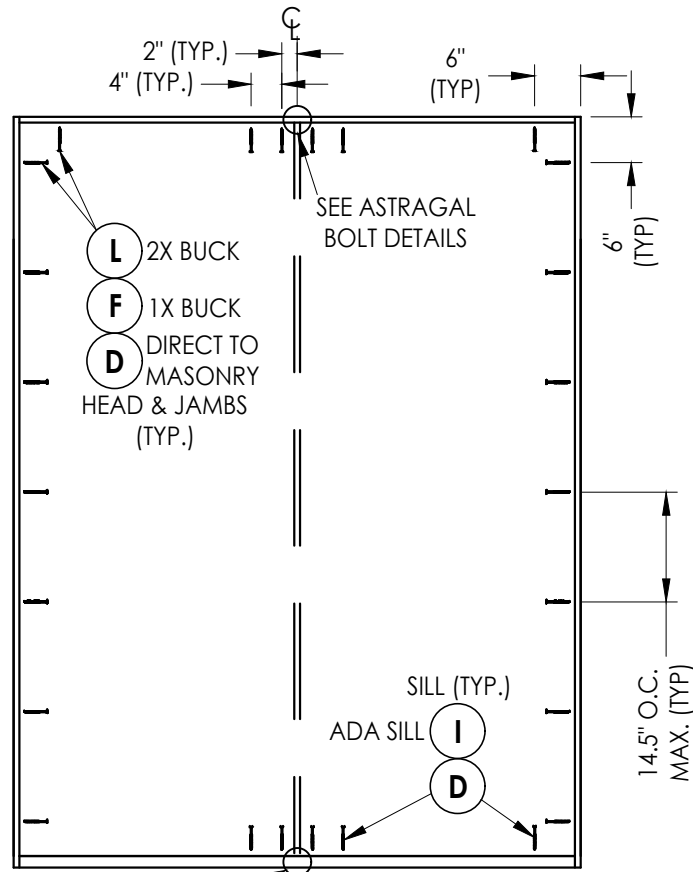 ℄
2" (TYP.)
4" (TYP.)
6"
(TYP)
SEE ASTRAGAL
BOLT DETAILS
6"
(TYP)
L 2X BUCK
F 1X BUCK
D DIRECT TO
MASONRY
HEAD & JAMBS
(TYP.)
14.5" O.C.
MAX. (TYP)
SILL (TYP.)
ADA SILL I
D